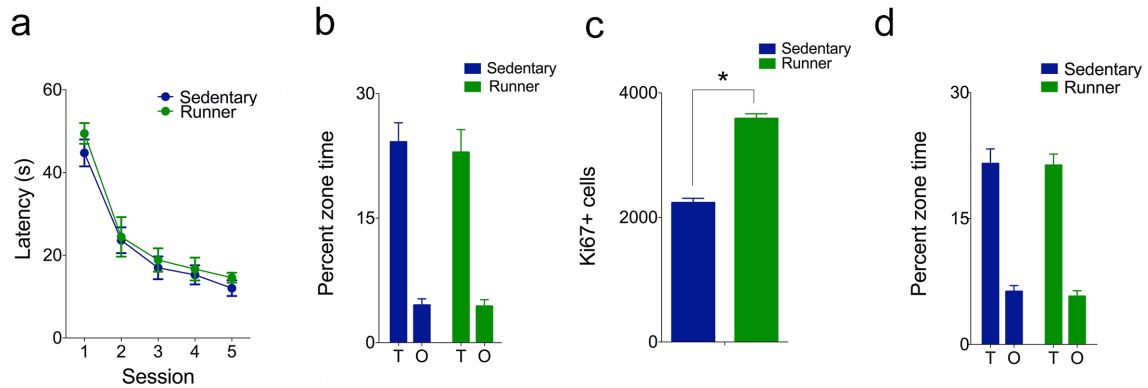 a
60
40
20
0
Latency (s)
Sedentary
Runner
1 2 3 4 5
Session
b
Sedentary
Runner
30
15
0
Percent zone time
T O T O
c
Sedentary
Runner
*
4000
2000
0
Ki67+ cells
d
Sedentary
Runner
30
15
0
Percent zone time
T O T O